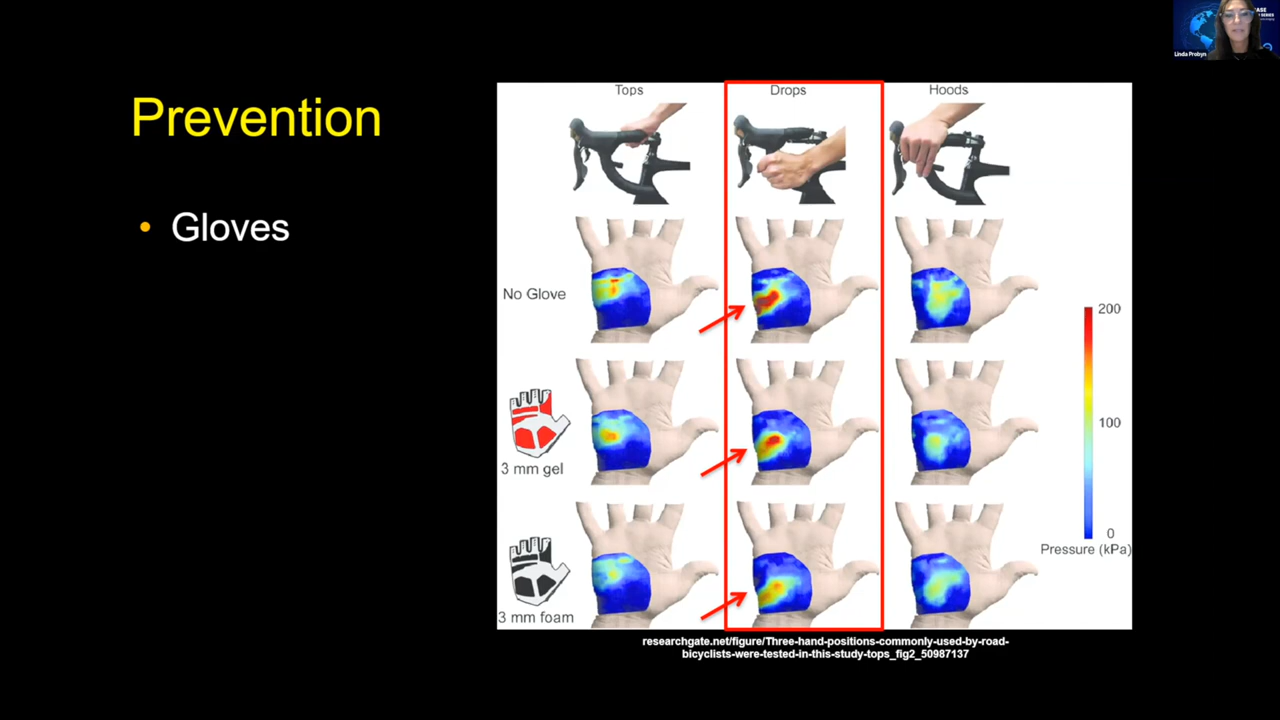 Linda Probyn
Prevention
• Gloves
Tops
Drops
Hoods
No Glove
3 mm gel
3 mm foam
200
100
0
Pressure (kPa)
researchgate.net/figure/Three-hand-positions-commonly-used-by-road-
bicyclists-were-tested-in-this-study-tops_fig2_50987137